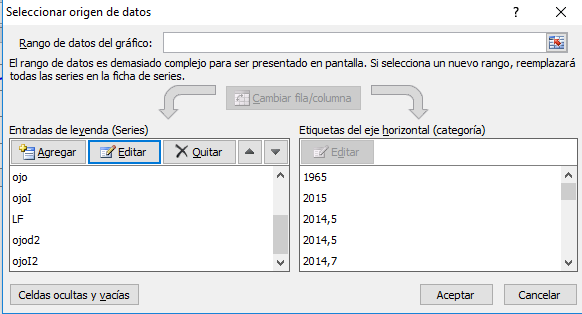 Seleccionar origen de datos
Rango de datos del gráfico:
El rango de datos es demasiado complejo para ser presentado en pantalla. Si selecciona un nuevo rango, reemplazará
todas las series en la ficha de series.
Cambiar fila/columna
Entradas de leyenda (Series)
Etiquetas del eje horizontal (categoría)
Agregar
Editar
Quitar
Editar
ojo
ojoI
LF
ojod2
ojoI2
1965
2015
2014,5
2014,5
2014,7
Celdas ocultas y vacías
Aceptar
Cancelar